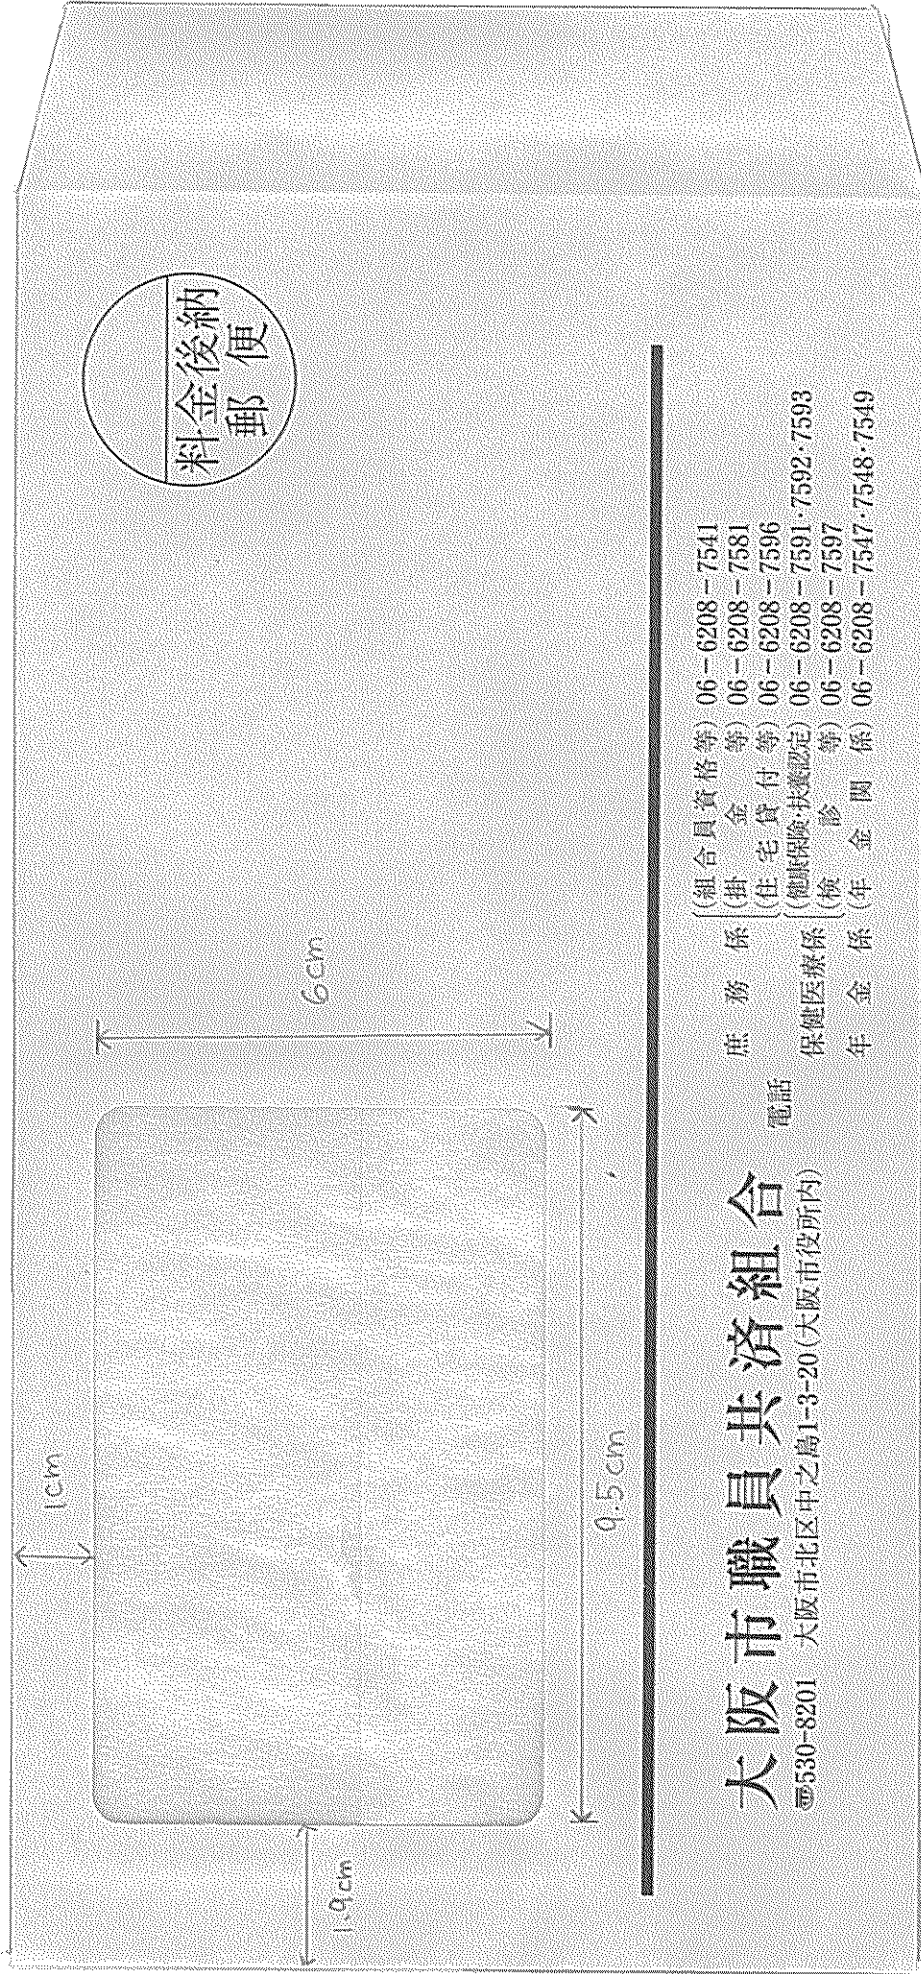 料金後納
郵便
1cm
6cm
9.5cm
1.9cm
大阪市職員共済組合
〠530-8201 大阪市北区中之島1-3-20(大阪市役所内)
電話
庶務係 (組合員資格等) 06-6208-7541
(掛金等) 06-6208-7581
(住宅貸付等) 06-6208-7596
保健医療係 (健康保険・扶養認定) 06-6208-7591・7592・7593
(検診等) 06-6208-7597
年金係 (年金関係) 06-6208-7547・7548・7549